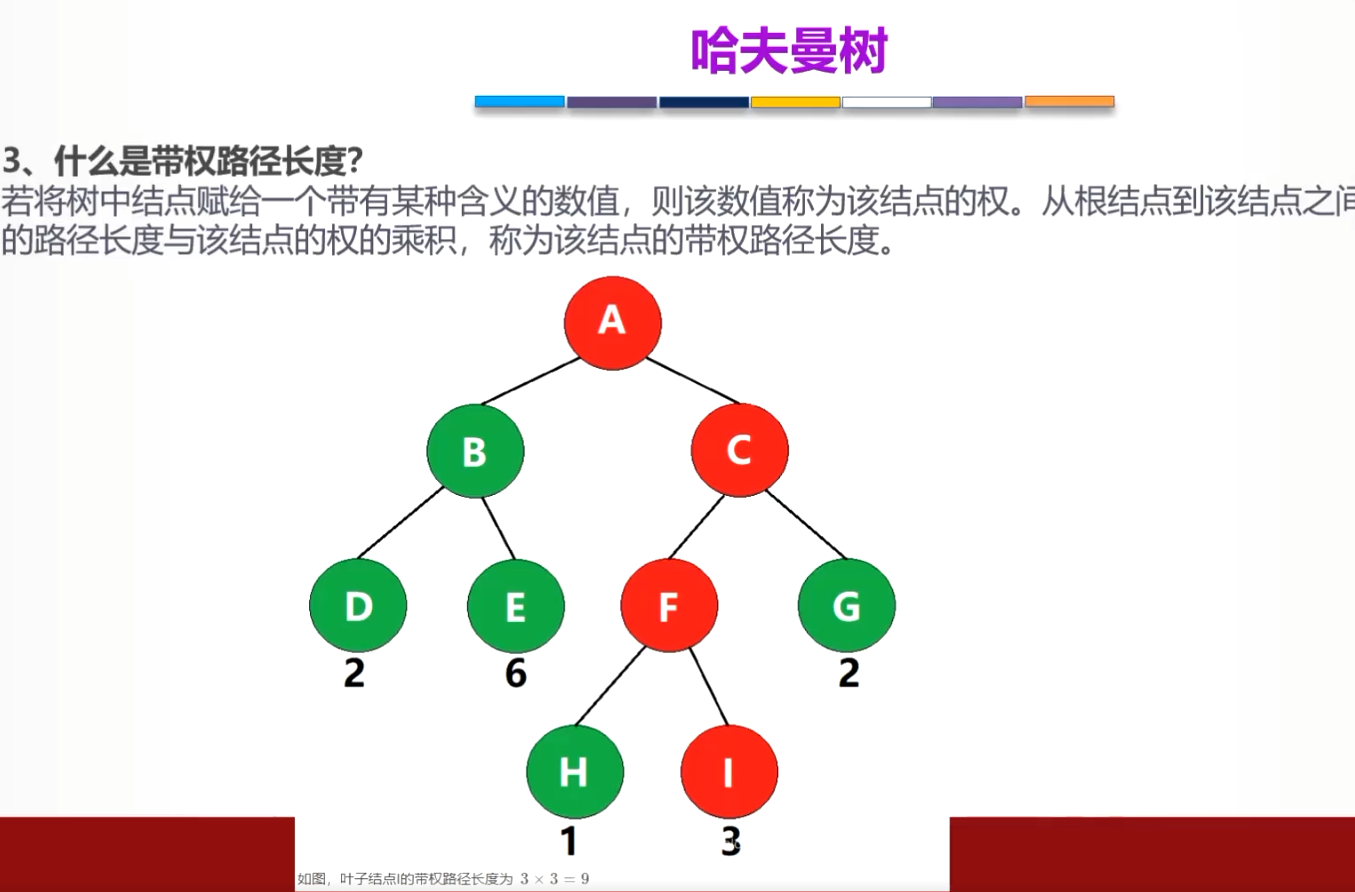 哈夫曼树
3、什么是带权路径长度？
若将树中结点赋给一个带有某种含义的数值，则该数值称为该结点的权。从根结点到该结点之间
的路径长度与该结点的权的乘积，称为该结点的带权路径长度。
A
B
C
D
E
F
G
2
6
2
H
I
1
3
如图，叶子结点I的带权路径长度为 3 × 3 = 9